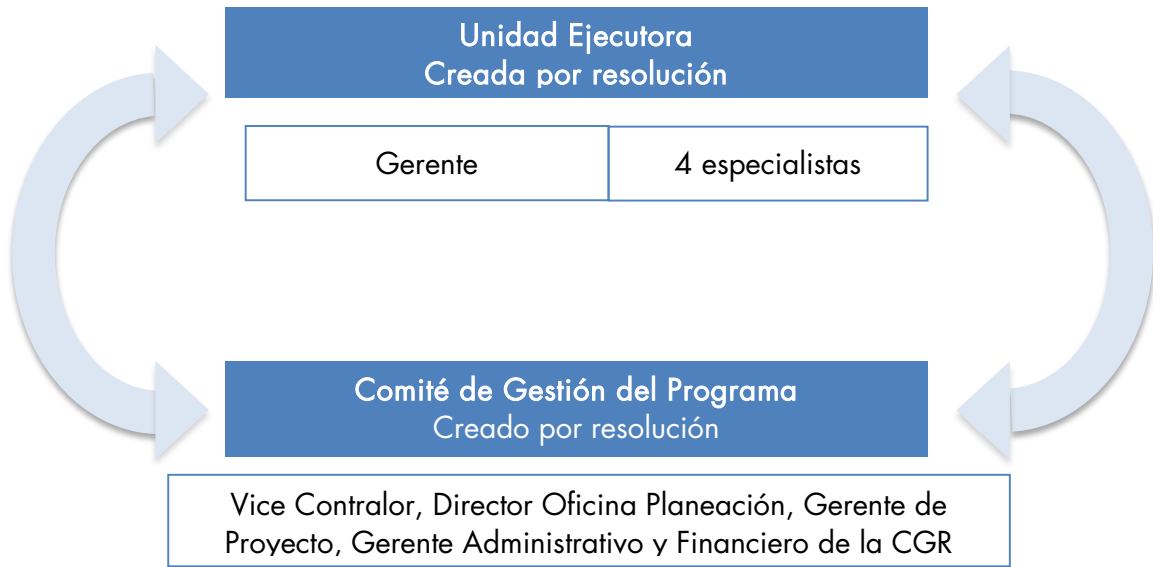 Unidad Ejecutora
Creada por resolución
Gerente
4 especialistas
Comité de Gestión del Programa
Creado por resolución
Vice Contralor, Director Oficina Planeación, Gerente de
Proyecto, Gerente Administrativo y Financiero de la CGR